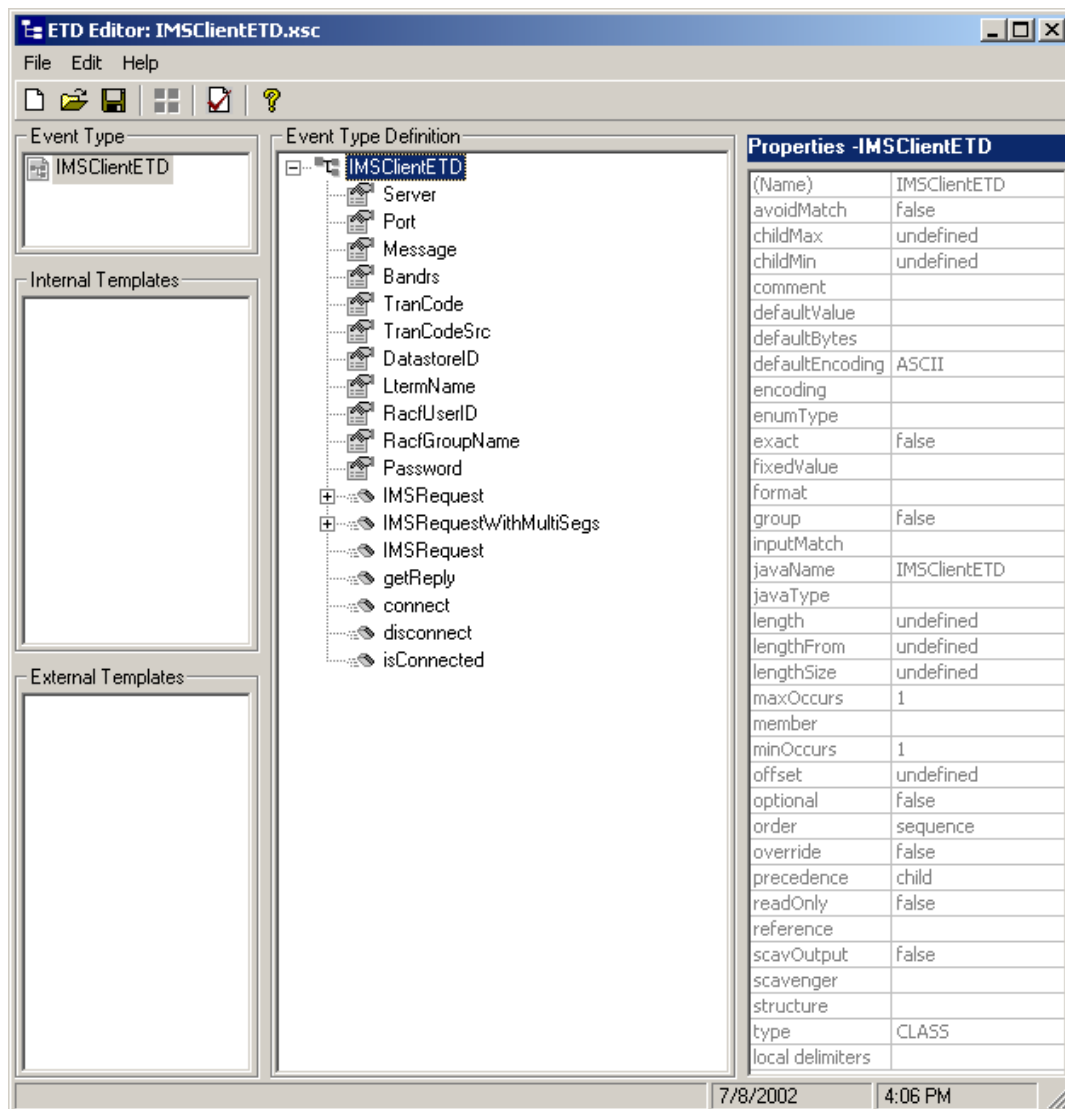 ETD Editor: IMSClientETD.xsc
File Edit Help
Event Type
IMSClientETD
Internal Templates
External Templates
Event Type Definition
IMSClientETD
Server
Port
Message
Bandrs
TranCode
TranCodeSrc
DatastoreID
LtermName
RacfUserID
RacfGroupName
Password
IMSRequest
IMSRequestWithMultiSegs
IMSRequest
getReply
connect
disconnect
isConnected
Properties -IMSClientETD
(Name) IMSClientETD
avoidMatch false
childMax undefined
childMin undefined
comment
defaultValue
defaultBytes
defaultEncoding ASCII
encoding
enumType
exact false
fixedValue
format
group false
inputMatch
javaName IMSClientETD
javaType
length undefined
lengthFrom undefined
lengthSize undefined
maxOccurs 1
member
minOccurs 1
offset undefined
optional false
order sequence
override false
precedence child
readOnly false
reference
scavOutput false
scavenger
structure
type CLASS
local delimiters
7/8/2002 4:06 PM